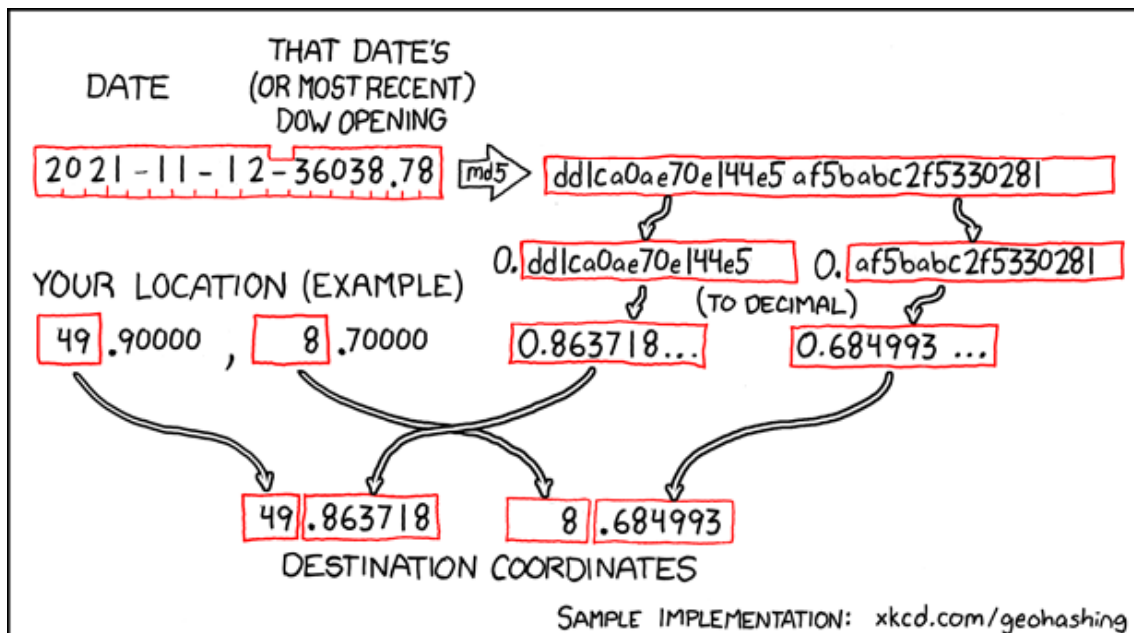 DATE
THAT DATE'S
(OR MOST RECENT)
DOW OPENING
2021-11-12-36038.78
md5
dd1ca0ae70e144e5 af5babc2f5330281
0.dd1ca0ae70e144e5
0.af5babc2f5330281
(TO DECIMAL)
YOUR LOCATION (EXAMPLE)
49.90000 , 8.70000
0.863718...
0.684993 ...
49.863718
8.684993
DESTINATION COORDINATES
SAMPLE IMPLEMENTATION: xkcd.com/geohashing